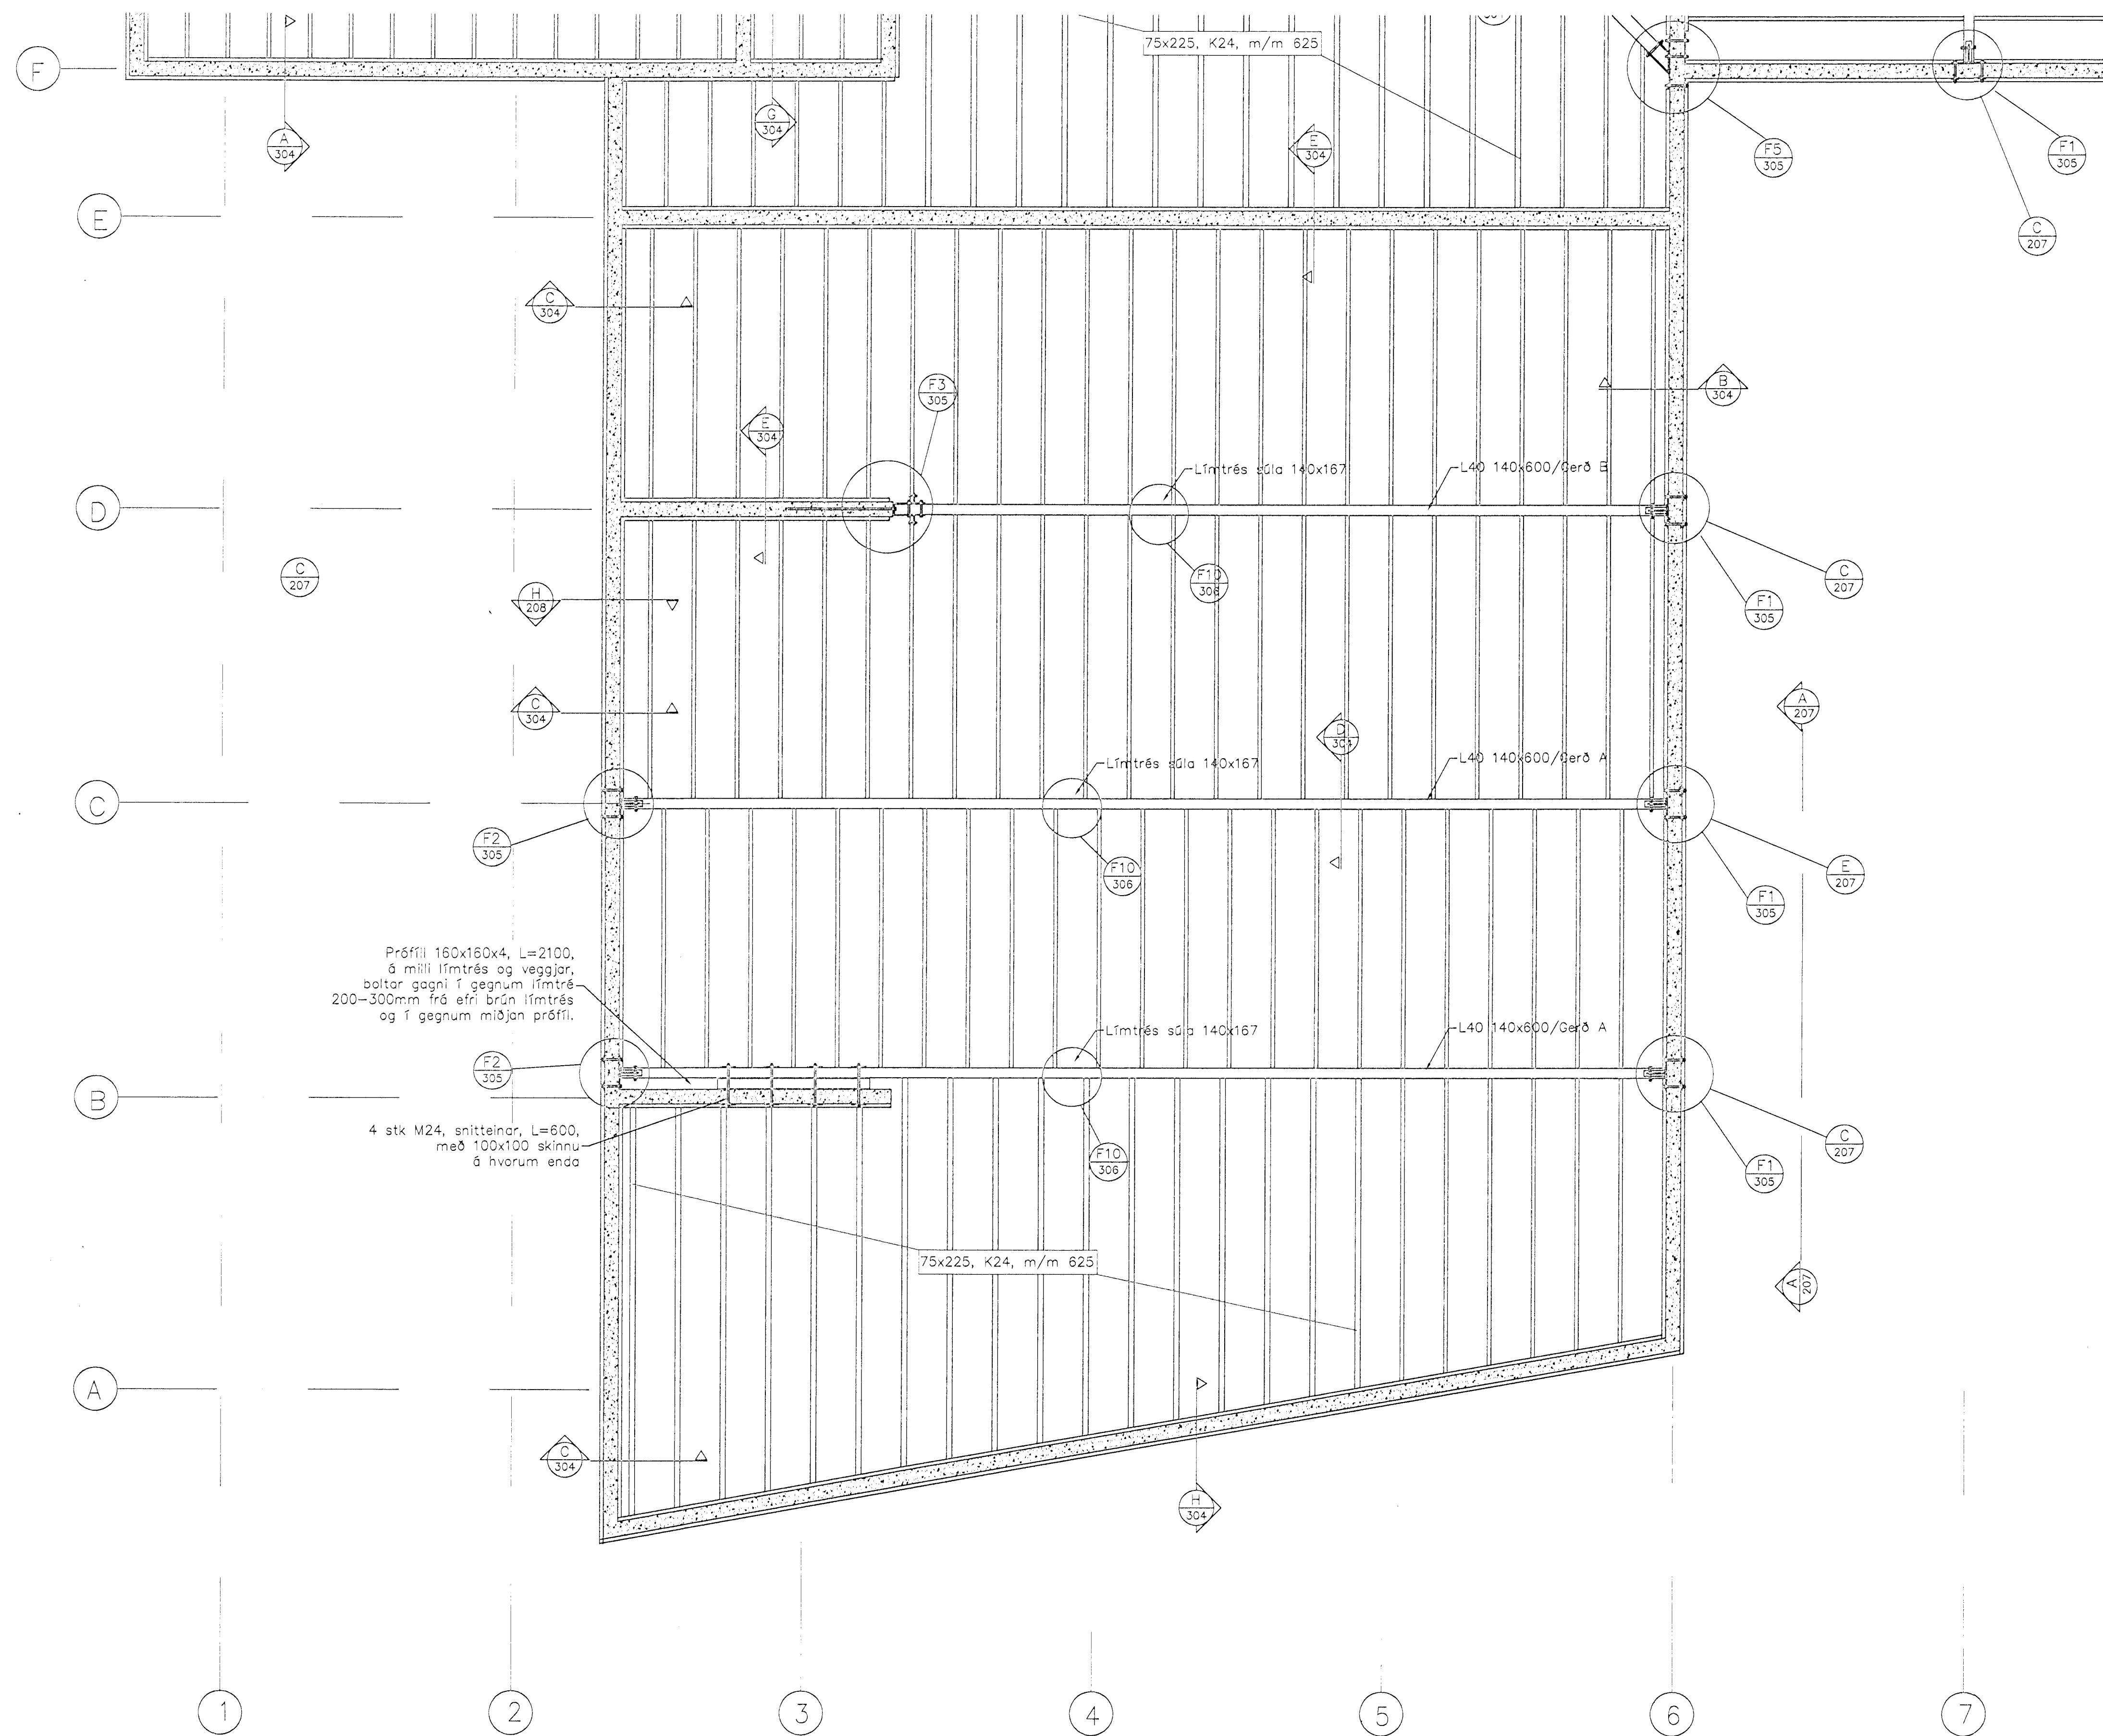 75x225, K24, m/m 625
F
A
304
G
304
E
304
F5
305
F1
305
C
207
E
C
304
F3
305
B
304
E
304
Límtrés súla 140x167
L40 140x600/Gerð B
D
C
207
H
208
F10
306
C
207
F1
305
C
304
D
304
A
207
Límtrés súla 140x167
L40 140x600/Gerð A
C
F2
305
F10
306
E
207
F1
305
Prófíll 160x160x4, L=2100,
á milli límtrés og veggjar,
boltar gagni í gegnum límtré
200-300mm frá efri brún límtrés
og í gegnum miðjan prófíl.
Límtrés súla 140x167
L40 140x600/Gerð A
F2
305
B
4 stk M24, snitteinar, L=600,
með 100x100 skinnu
á hvorum enda
F10
306
C
207
F1
305
75x225, K24, m/m 625
A
207
A
C
304
H
304
1
2
3
4
5
6
7